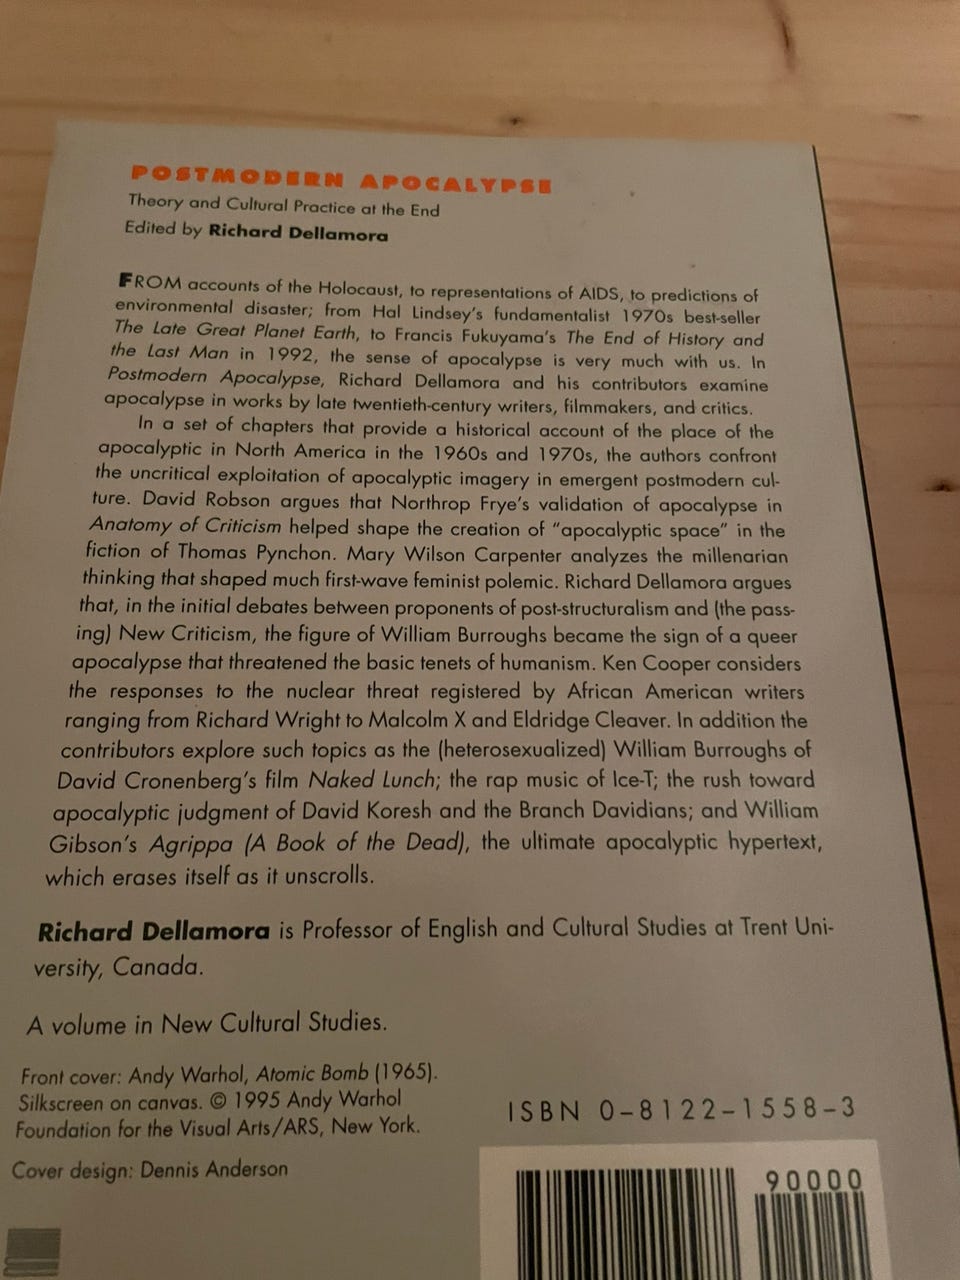 POSTMODERN APOCALYPSE
Theory and Cultural Practice at the End
Edited by Richard Dellamora
FROM accounts of the Holocaust, to representations of AIDS, to predictions of
environmental disaster; from Hal Lindsey's fundamentalist 1970s best-seller
The Late Great Planet Earth, to Francis Fukuyama's The End of History and
the Last Man in 1992, the sense of apocalypse is very much with us. In
Postmodern Apocalypse, Richard Dellamora and his contributors examine
apocalypse in works by late twentieth-century writers, filmmakers, and critics.
In a set of chapters that provide a historical account of the place of the
apocalyptic in North America in the 1960s and 1970s, the authors confront
the uncritical exploitation of apocalyptic imagery in emergent postmodern cul-
ture. David Robson argues that Northrop Frye's validation of apocalypse in
Anatomy of Criticism helped shape the creation of "apocalyptic space" in the
fiction of Thomas Pynchon. Mary Wilson Carpenter analyzes the millenarian
thinking that shaped much first-wave feminist polemic. Richard Dellamora argues
that, in the initial debates between proponents of post-structuralism and (the pass-
ing) New Criticism, the figure of William Burroughs became the sign of a queer
apocalypse that threatened the basic tenets of humanism. Ken Cooper considers
the responses to the nuclear threat registered by African American writers
ranging from Richard Wright to Malcolm X and Eldridge Cleaver. In addition the
contributors explore such topics as the (heterosexualized) William Burroughs of
David Cronenberg's film Naked Lunch; the rap music of Ice-T; the rush toward
apocalyptic judgment of David Koresh and the Branch Davidians; and William
Gibson's Agrippa (A Book of the Dead), the ultimate apocalyptic hypertext,
which erases itself as it unscrolls.
Richard Dellamora is Professor of English and Cultural Studies at Trent Uni-
versity, Canada.
A volume in New Cultural Studies.
Front cover: Andy Warhol, Atomic Bomb (1965).
Silkscreen on canvas. © 1995 Andy Warhol
Foundation for the Visual Arts/ARS, New York.
Cover design: Dennis Anderson
ISBN 0-8122-1558-3
90000